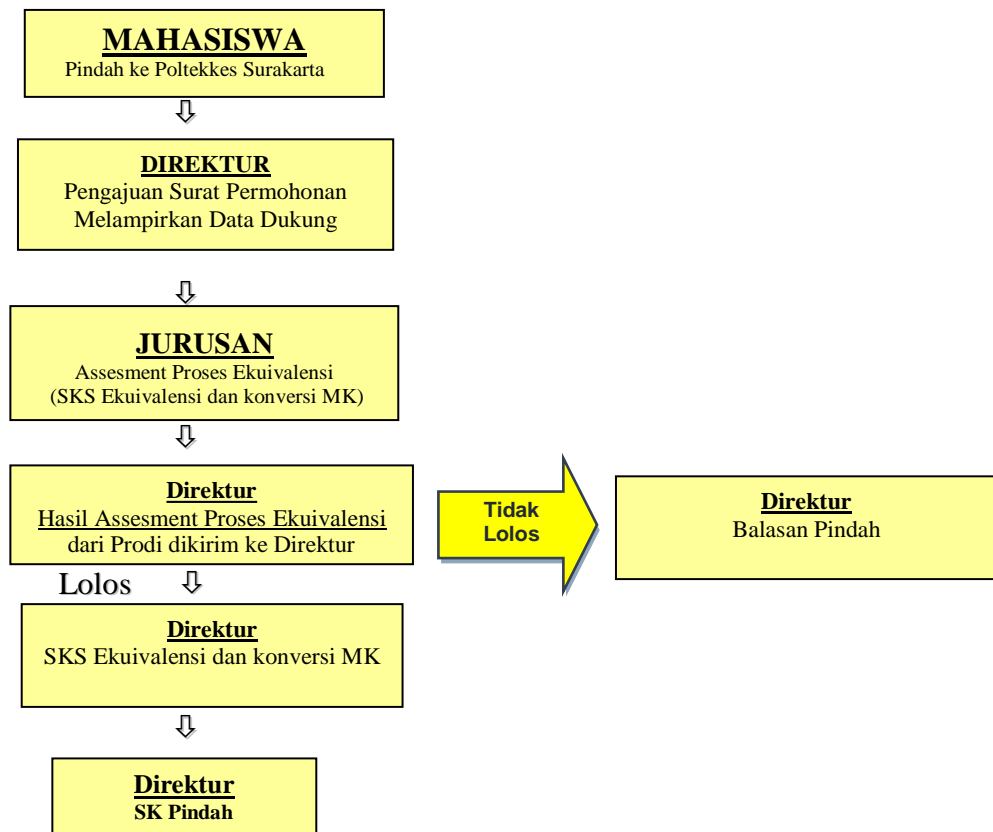 MAHASISWA
Pindah ke Poltekkes Surakarta
DIREKTUR
Pengajuan Surat Permohonan
Melampirkan Data Dukung
JURUSAN
Assesment Proses Ekuivalensi
(SKS Ekuivalensi dan konversi MK)
Direktur
Hasil Assesment Proses Ekuivalensi
dari Prodi dikirim ke Direktur
Tidak
Lolos
Direktur
Balasan Pindah
Lolos
Direktur
SKS Ekuivalensi dan konversi MK
Direktur
SK Pindah